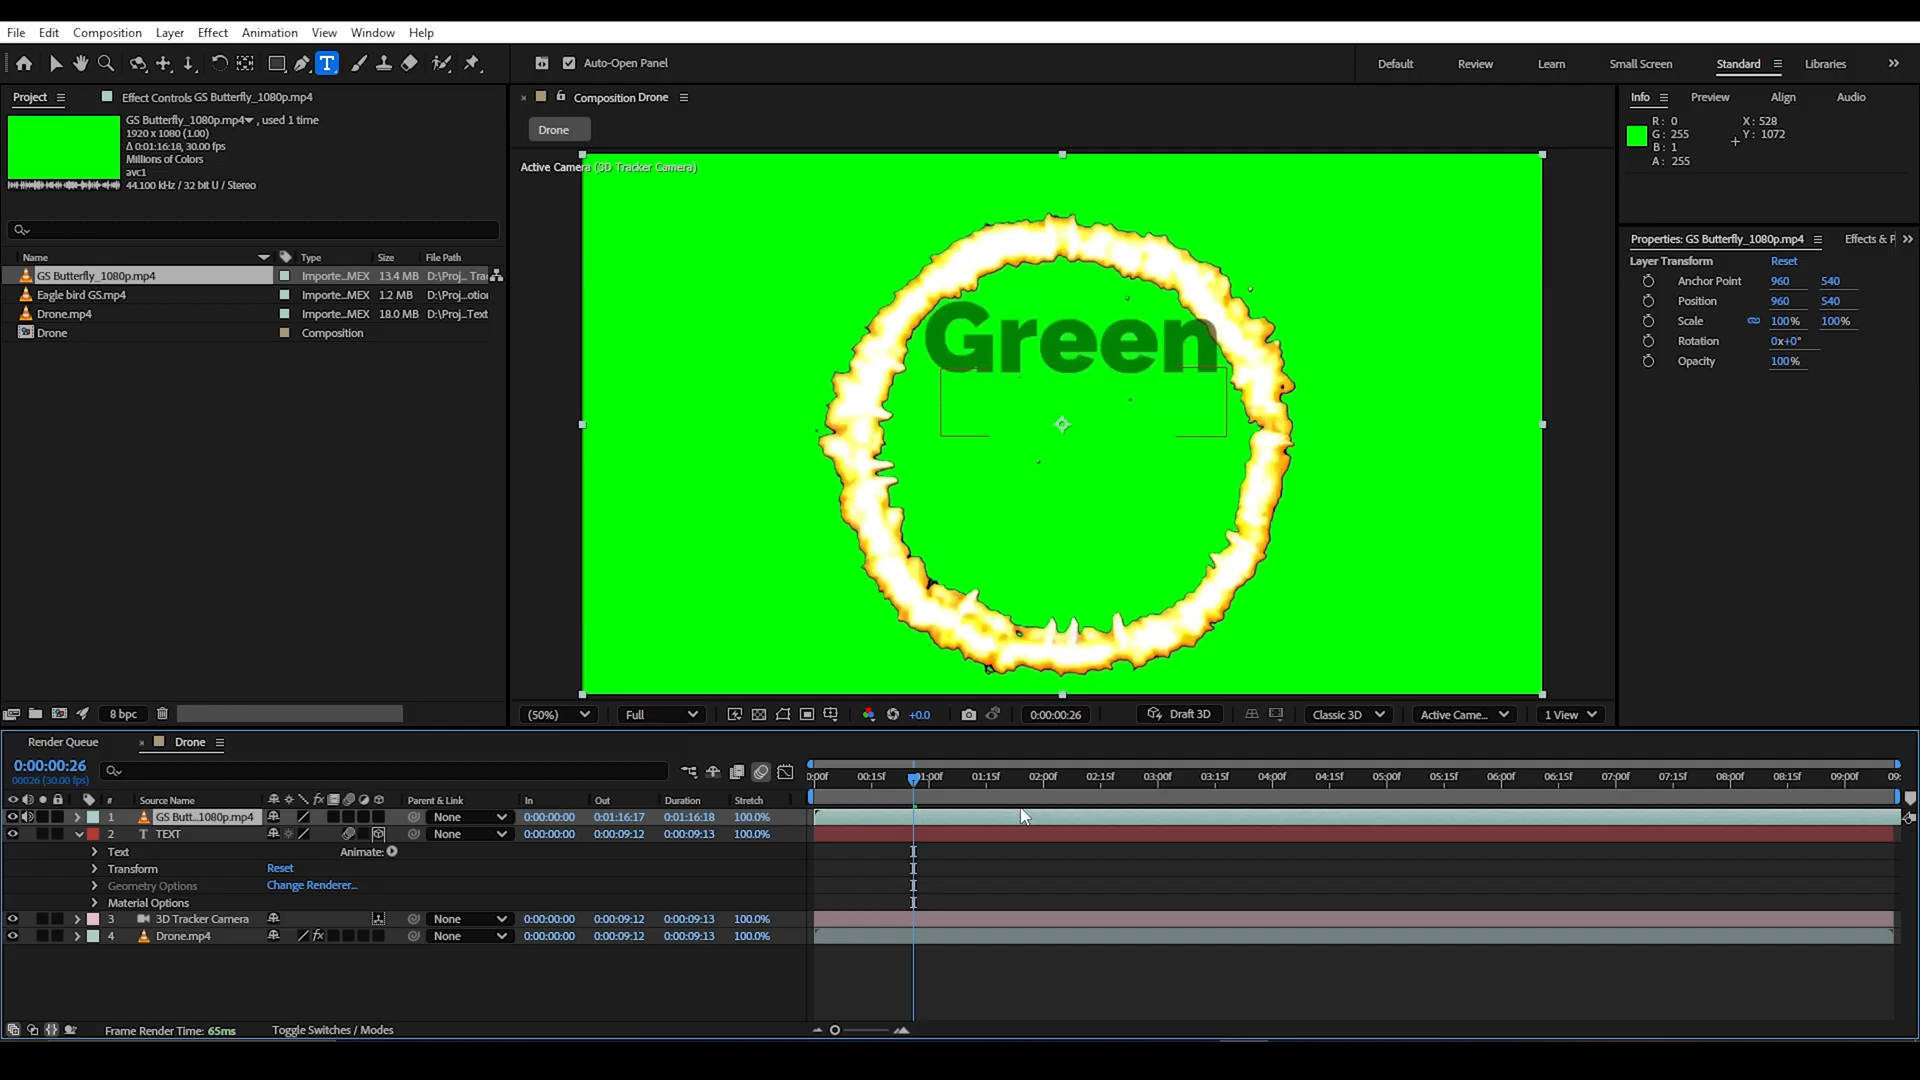 File Edit View Composition Layer Effect Animation View Window Help
Auto-Open Panel
Default Review Learn Small Screen Standard Libraries
Project Effect Controls GS Butterfly_1080p.mp4
GS Butterfly_1080p.mp4 , used 1 time
1920 x 1080 (1.00)
Δ 0:01:16:18, 30.00 fps
Millions of Colors
avc1
44.100 kHz / 32 bit U / Stereo
Name Type Size File Path
GS Butterfly_1080p.mp4 Importe...MEX 13.4 MB D:\Proj... Tra
Eagle bird GS.mp4 Importe...MEX 1.2 MB D:\Proj...otio
Drone.mp4 Importe...MEX 18.0 MB D:\Proj...Text
Drone Composition
8 bpc
Composition Drone
Drone
Active Camera (3D Tracker Camera)
Green
(50%) Full +0.0 0:00:00:26 Draft 3D Classic 3D Active Came... 1 View
Info Preview Align Audio
R: 0 X: 528
G: 255 Y: 1072
B: 1
A: 255
Properties: GS Butterfly_1080p.mp4 Effects & P
Layer Transform Reset
Anchor Point 960 540
Position 960 540
Scale 100% 100%
Rotation 0x+0°
Opacity 100%
Render Queue Drone
0:00:00:26
00026 (30.00 fps)
# Source Name fx Parent & Link In Out Duration Stretch
:00f 00:15f 01:00f 01:15f 02:00f 02:15f 03:00f 03:15f 04:00f 04:15f 05:00f 05:15f 06:00f 06:15f 07:00f 07:15f 08:00f 08:15f 09:00f 09:
1 GS Butt...1080p.mp4 None 0:00:00:00 0:01:16:17 0:01:16:18 100.0%
2 T TEXT None 0:00:00:00 0:00:09:12 0:00:09:13 100.0%
Text Animate:
Transform Reset
Geometry Options Change Renderer...
Material Options
3 3D Tracker Camera None 0:00:00:00 0:00:09:12 0:00:09:13 100.0%
4 Drone.mp4 fx None 0:00:00:00 0:00:09:12 0:00:09:13 100.0%
Frame Render Time: 65ms Toggle Switches / Modes